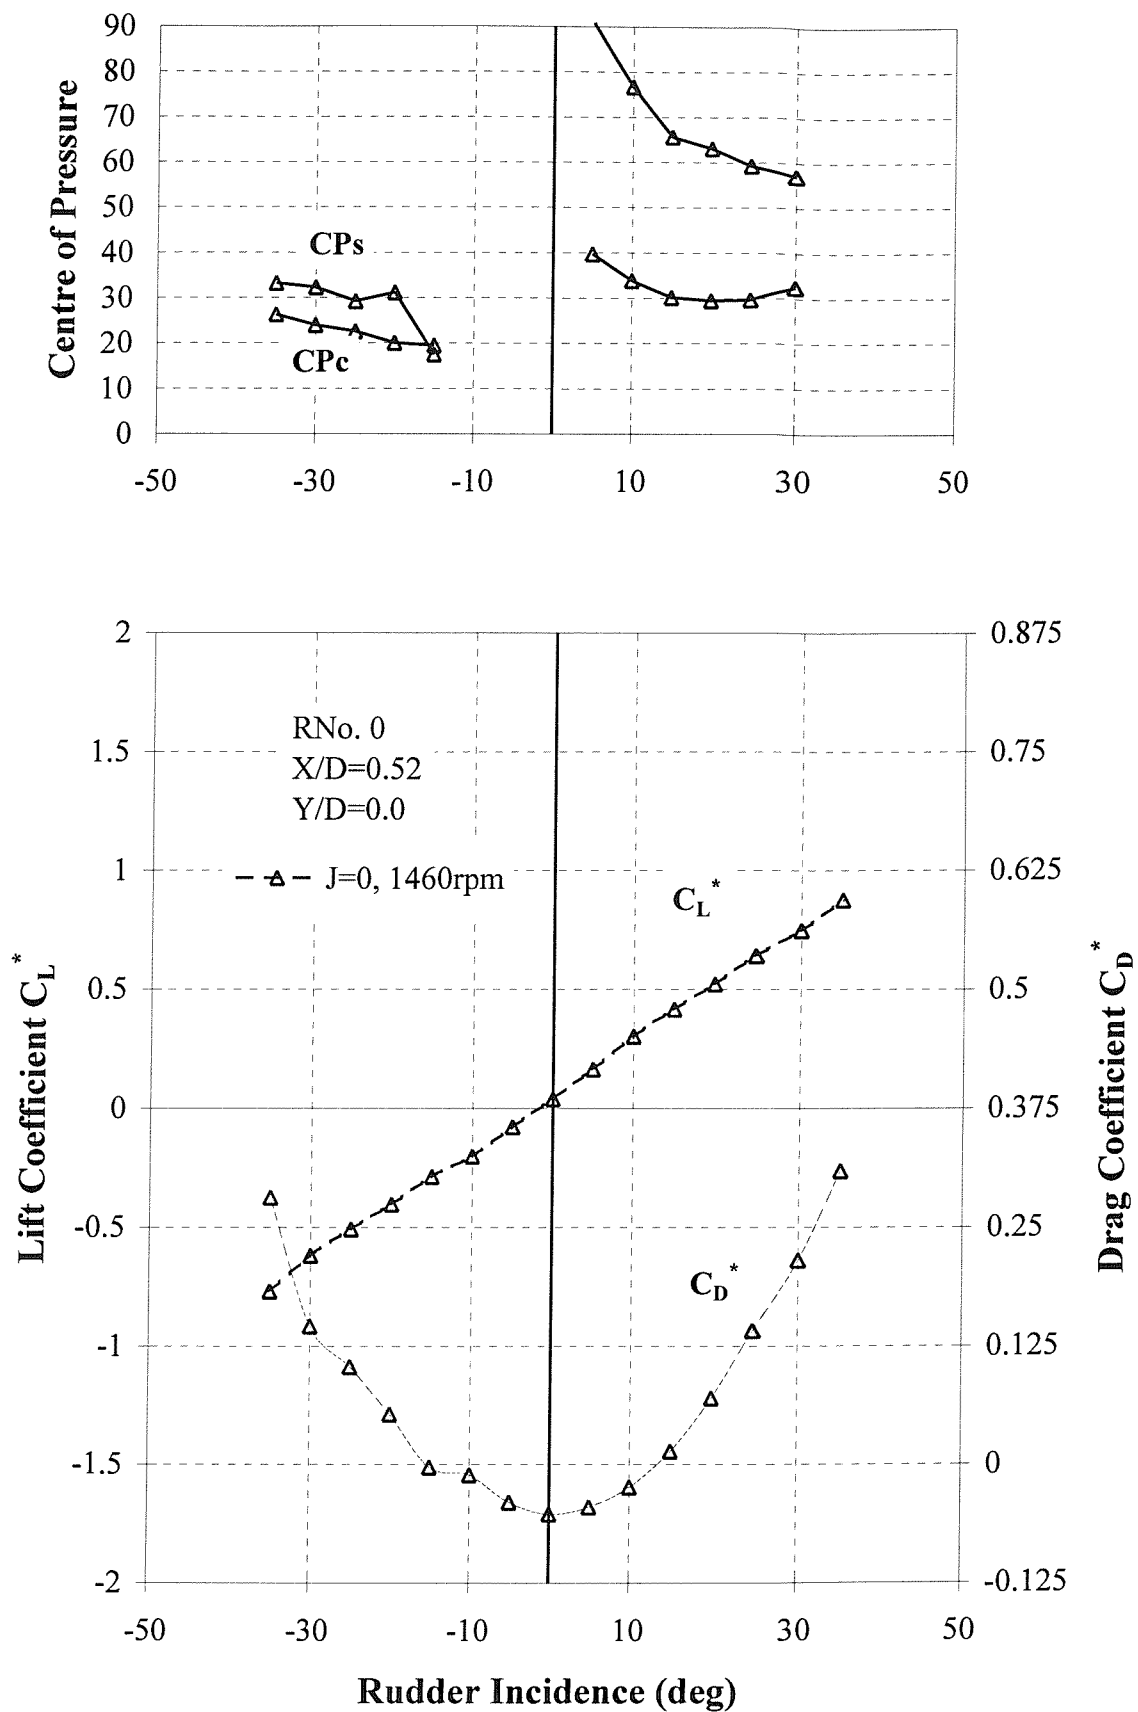 90
80
70
60
50
40
30
20
10
0
Centre of Pressure
CPs
CPc
-50 -30 -10 10 30 50
2
1.5
1
0.5
0
-0.5
-1
-1.5
-2
Lift Coefficient C_L^*
RNo. 0
X/D=0.52
Y/D=0.0
J=0, 1460rpm
C_L^*
C_D^*
0.875
0.75
0.625
0.5
0.375
0.25
0.125
0
-0.125
Drag Coefficient C_D^*
-50 -30 -10 10 30 50
Rudder Incidence (deg)